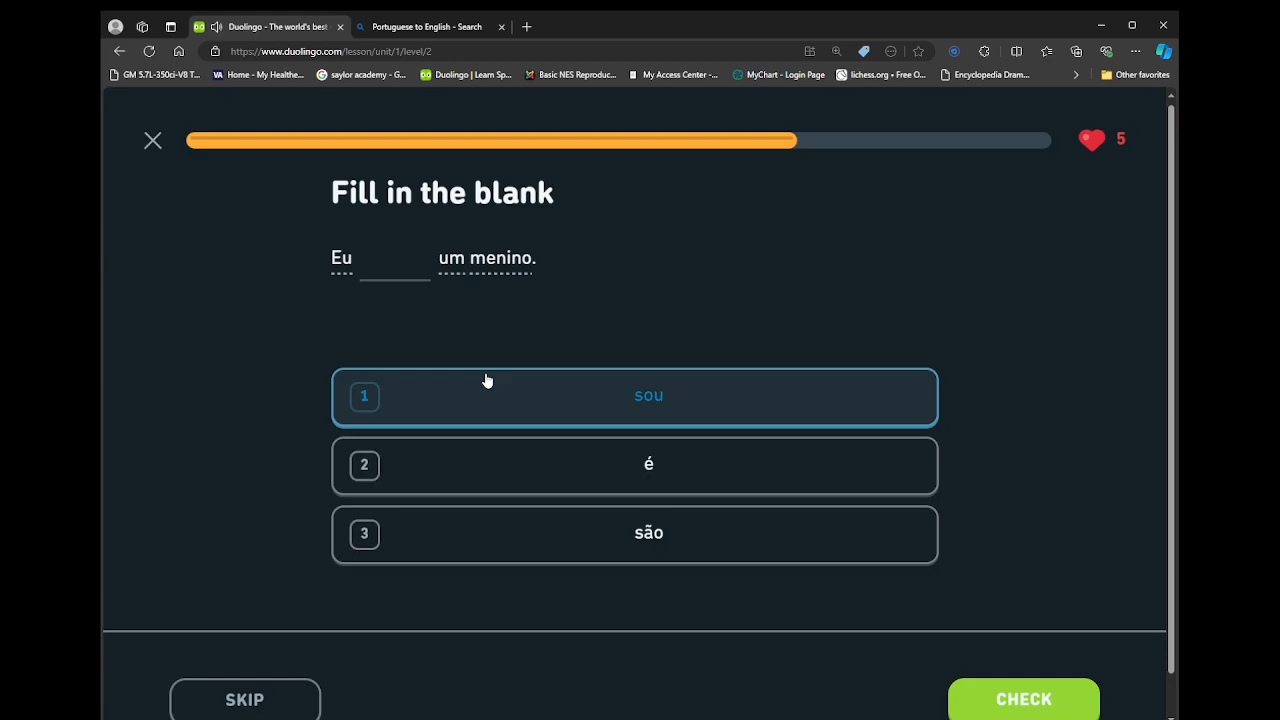 Duolingo - The world's best
Portuguese to English - Search
https://www.duolingo.com/lesson/unit/1/level/2
GM 5.7L-350ci-V8 T...
VA Home - My Healthe...
saylor academy - G...
Duolingo | Learn Sp...
Basic NES Reproduc...
My Access Center -...
MyChart - Login Page
lichess.org • Free O...
Encyclopedia Dram...
Other favorites
5
Fill in the blank
Eu ______ um menino.
1 sou
2 é
3 são
SKIP
CHECK